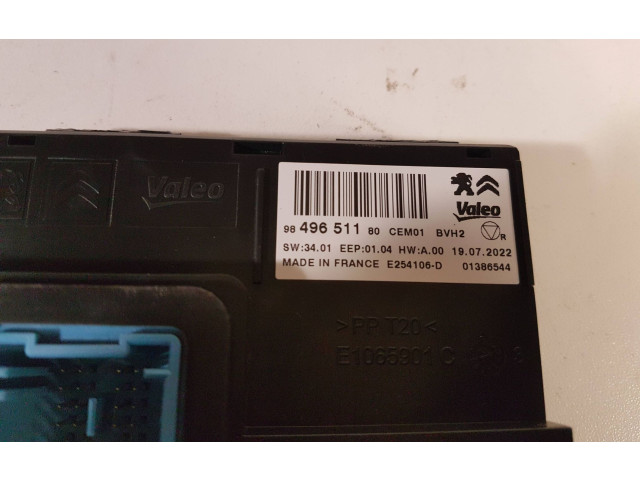 Valeo
Valeo
98 496 511 80 CEM01 BVH2 R
SW:34.01 EEP:01.04 HW:A.00 19.07.2022
MADE IN FRANCE E254106-D 01386544
>PP T20<
E1065901 C